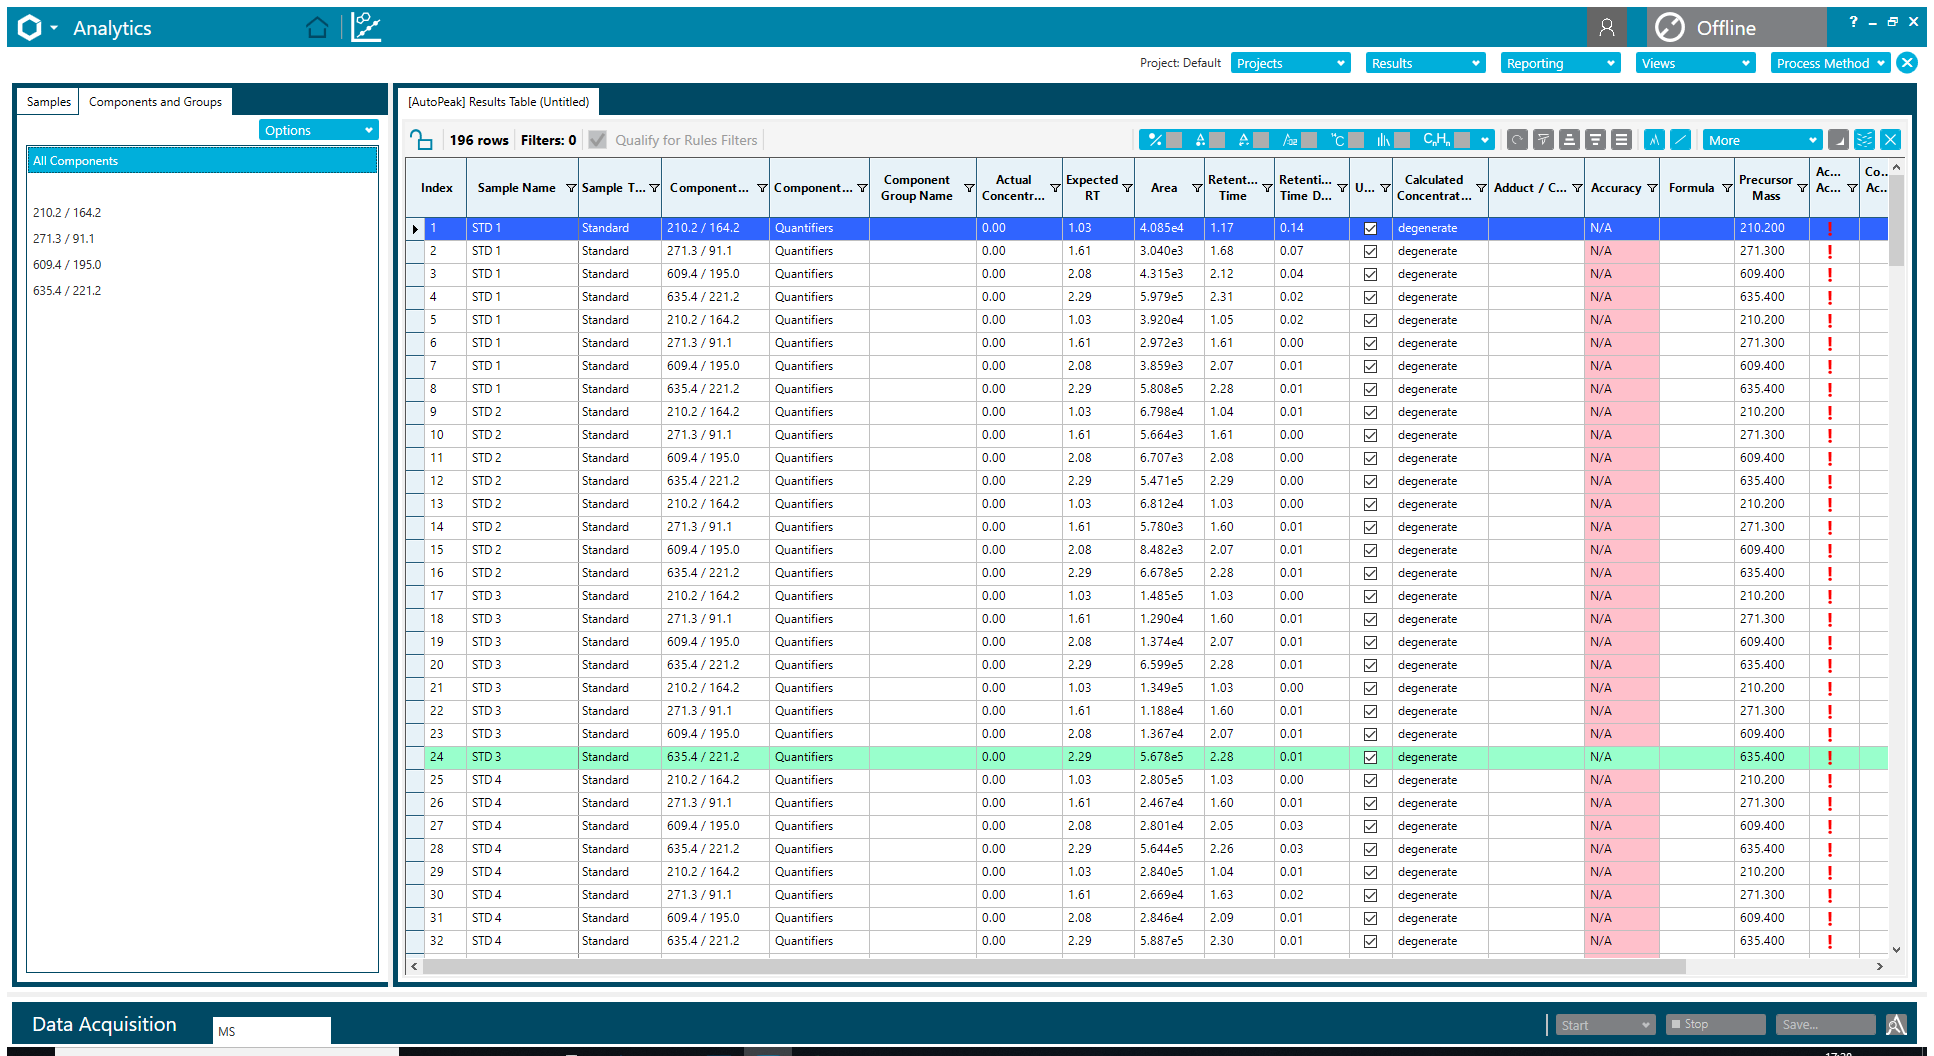 Analytics
Offline
?
Project: Default
Projects
Results
Reporting
Views
Process Method
Samples
Components and Groups
Options
All Components
210.2 / 164.2
271.3 / 91.1
609.4 / 195.0
635.4 / 221.2
[AutoPeak] Results Table (Untitled)
196 rows Filters: 0 Qualify for Rules Filters
More
Index Sample Name Sample T... Component... Component... Component Group Name Actual Concentr... Expected RT Area Retent... Time Retenti... Time D... U... Calculated Concentrat... Adduct / C... Accuracy Formula Precursor Mass Ac... Ac... Co... Ac...
1 STD 1 Standard 210.2 / 164.2 Quantifiers 0.00 1.03 4.085e4 1.17 0.14 degenerate N/A 210.200
2 STD 1 Standard 271.3 / 91.1 Quantifiers 0.00 1.61 3.040e3 1.68 0.07 degenerate N/A 271.300
3 STD 1 Standard 609.4 / 195.0 Quantifiers 0.00 2.08 4.315e3 2.12 0.04 degenerate N/A 609.400
4 STD 1 Standard 635.4 / 221.2 Quantifiers 0.00 2.29 5.979e5 2.31 0.02 degenerate N/A 635.400
5 STD 1 Standard 210.2 / 164.2 Quantifiers 0.00 1.03 3.920e4 1.05 0.02 degenerate N/A 210.200
6 STD 1 Standard 271.3 / 91.1 Quantifiers 0.00 1.61 2.972e3 1.61 0.00 degenerate N/A 271.300
7 STD 1 Standard 609.4 / 195.0 Quantifiers 0.00 2.08 3.859e3 2.07 0.01 degenerate N/A 609.400
8 STD 1 Standard 635.4 / 221.2 Quantifiers 0.00 2.29 5.808e5 2.28 0.01 degenerate N/A 635.400
9 STD 2 Standard 210.2 / 164.2 Quantifiers 0.00 1.03 6.798e4 1.04 0.01 degenerate N/A 210.200
10 STD 2 Standard 271.3 / 91.1 Quantifiers 0.00 1.61 5.664e3 1.61 0.00 degenerate N/A 271.300
11 STD 2 Standard 609.4 / 195.0 Quantifiers 0.00 2.08 6.707e3 2.08 0.00 degenerate N/A 609.400
12 STD 2 Standard 635.4 / 221.2 Quantifiers 0.00 2.29 5.471e5 2.29 0.00 degenerate N/A 635.400
13 STD 2 Standard 210.2 / 164.2 Quantifiers 0.00 1.03 6.812e4 1.03 0.00 degenerate N/A 210.200
14 STD 2 Standard 271.3 / 91.1 Quantifiers 0.00 1.61 5.780e3 1.60 0.01 degenerate N/A 271.300
15 STD 2 Standard 609.4 / 195.0 Quantifiers 0.00 2.08 8.482e3 2.07 0.01 degenerate N/A 609.400
16 STD 2 Standard 635.4 / 221.2 Quantifiers 0.00 2.29 6.678e5 2.28 0.01 degenerate N/A 635.400
17 STD 3 Standard 210.2 / 164.2 Quantifiers 0.00 1.03 1.485e5 1.03 0.00 degenerate N/A 210.200
18 STD 3 Standard 271.3 / 91.1 Quantifiers 0.00 1.61 1.290e4 1.60 0.01 degenerate N/A 271.300
19 STD 3 Standard 609.4 / 195.0 Quantifiers 0.00 2.08 1.374e4 2.07 0.01 degenerate N/A 609.400
20 STD 3 Standard 635.4 / 221.2 Quantifiers 0.00 2.29 6.599e5 2.28 0.01 degenerate N/A 635.400
21 STD 3 Standard 210.2 / 164.2 Quantifiers 0.00 1.03 1.349e5 1.03 0.00 degenerate N/A 210.200
22 STD 3 Standard 271.3 / 91.1 Quantifiers 0.00 1.61 1.188e4 1.60 0.01 degenerate N/A 271.300
23 STD 3 Standard 609.4 / 195.0 Quantifiers 0.00 2.08 1.367e4 2.07 0.01 degenerate N/A 609.400
24 STD 3 Standard 635.4 / 221.2 Quantifiers 0.00 2.29 5.678e5 2.28 0.01 degenerate N/A 635.400
25 STD 4 Standard 210.2 / 164.2 Quantifiers 0.00 1.03 2.805e5 1.03 0.00 degenerate N/A 210.200
26 STD 4 Standard 271.3 / 91.1 Quantifiers 0.00 1.61 2.467e4 1.60 0.01 degenerate N/A 271.300
27 STD 4 Standard 609.4 / 195.0 Quantifiers 0.00 2.08 2.801e4 2.05 0.03 degenerate N/A 609.400
28 STD 4 Standard 635.4 / 221.2 Quantifiers 0.00 2.29 5.644e5 2.26 0.03 degenerate N/A 635.400
29 STD 4 Standard 210.2 / 164.2 Quantifiers 0.00 1.03 2.840e5 1.04 0.01 degenerate N/A 210.200
30 STD 4 Standard 271.3 / 91.1 Quantifiers 0.00 1.61 2.669e4 1.63 0.02 degenerate N/A 271.300
31 STD 4 Standard 609.4 / 195.0 Quantifiers 0.00 2.08 2.846e4 2.09 0.01 degenerate N/A 609.400
32 STD 4 Standard 635.4 / 221.2 Quantifiers 0.00 2.29 5.887e5 2.30 0.01 degenerate N/A 635.400
Data Acquisition
MS
Start
Stop
Save...